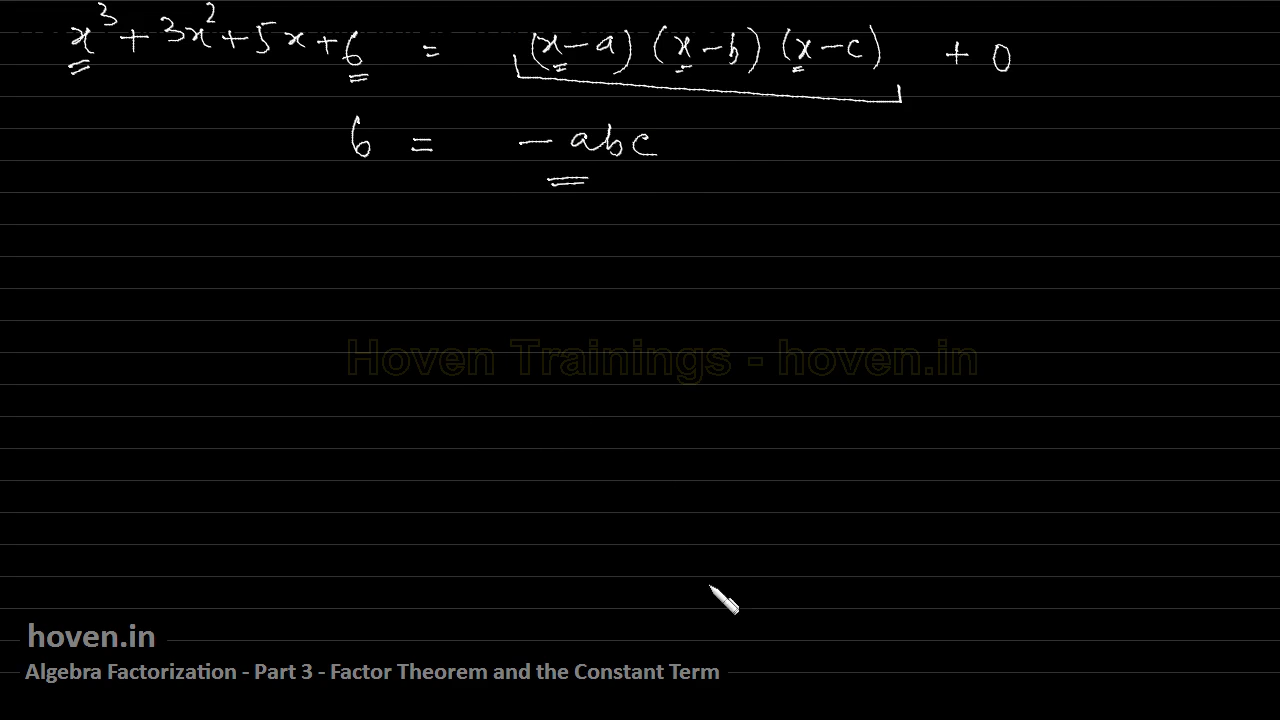 x³ + 3x² + 5x + 6 = (x - a) (x - b) (x - c) + 0
6 = - abc
Hoven Trainings - hoven.in
hoven.in
Algebra Factorization - Part 3 - Factor Theorem and the Constant Term